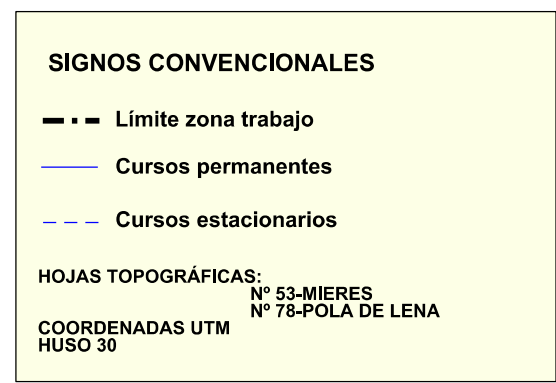 SIGNOS CONVENCIONALES
Límite zona trabajo
Cursos permanentes
Cursos estacionarios
HOJAS TOPOGRÁFICAS:
Nº 53-MIERES
Nº 78-POLA DE LENA
COORDENADAS UTM
HUSO 30